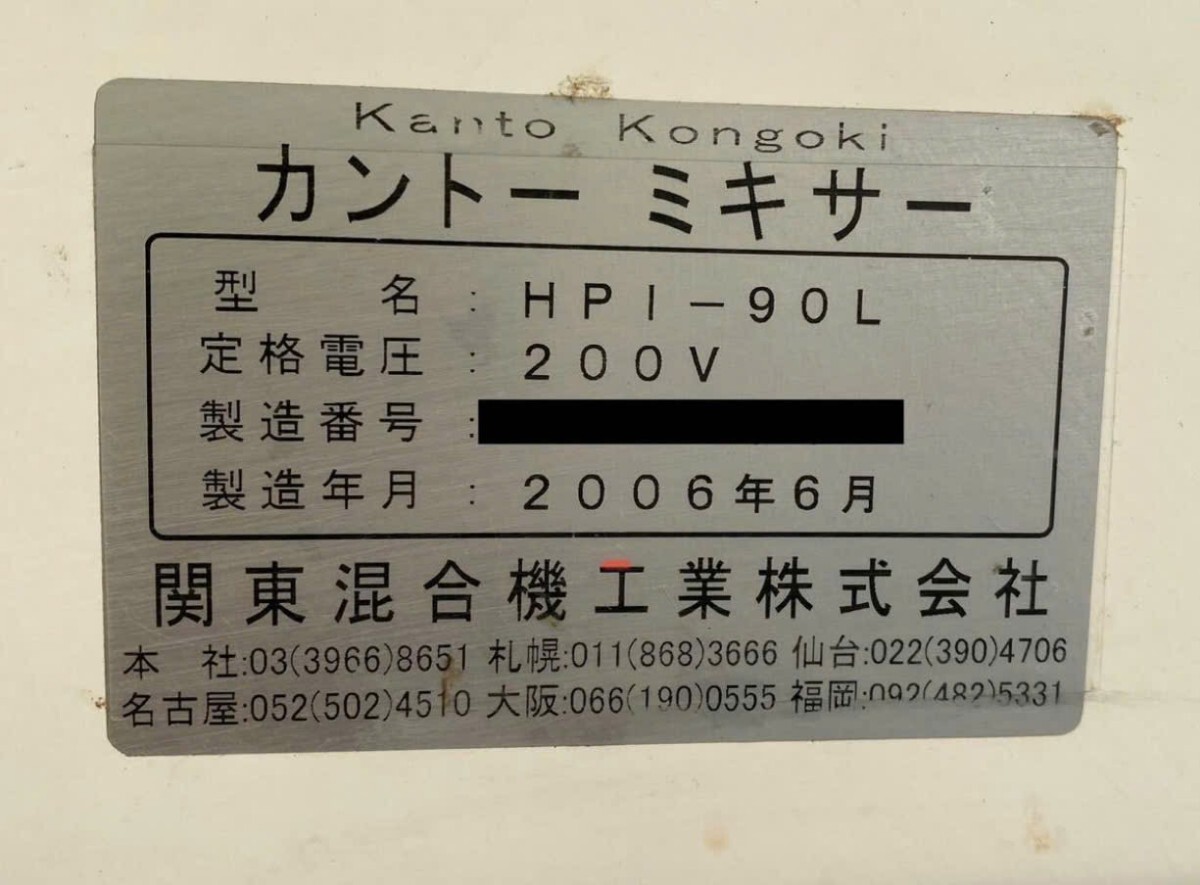 Kanto Kongoki
カントー ミキサー
型 名 : HPI-90L
定格電圧 : 200V
製造番号 :
製造年月 : 2006年6月
関東混合機工業株式会社
本 社:03(3966)8651 札幌:011(868)3666 仙台:022(390)4706
名古屋:052(502)4510 大阪:066(190)0555 福岡:092(482)5331